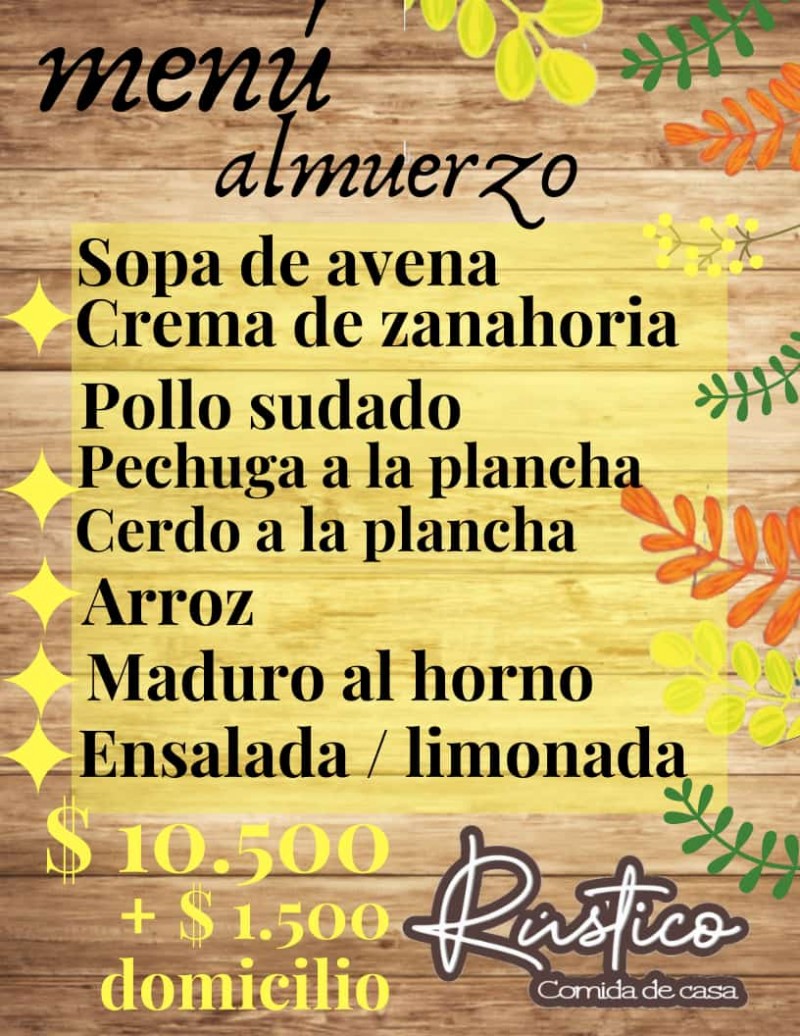 menú
almuerzo
Sopa de avena
Crema de zanahoria
Pollo sudado
Pechuga a la plancha
Cerdo a la plancha
Arroz
Maduro al horno
Ensalada / limonada
$ 10.500
+ $ 1.500
domicilio
Rústico
Comida de casa